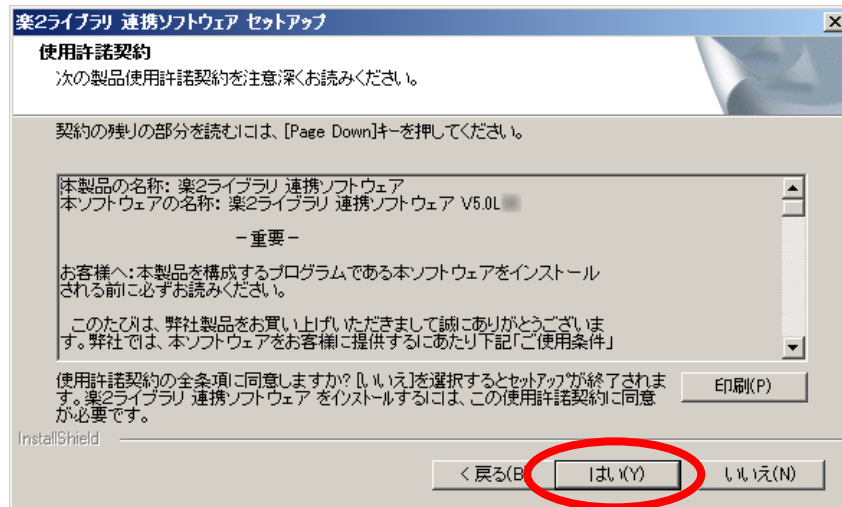 楽2ライブラリ 連携ソフトウェア セットアップ
使用許諾契約
次の製品使用許諾契約を注意深くお読みください。
契約の残りの部分を読むには、[Page Down]キーを押してください。
本製品の名称: 楽2ライブラリ 連携ソフトウェア
本ソフトウェアの名称: 楽2ライブラリ 連携ソフトウェア V5.0L
－重要－
お客様へ:本製品を構成するプログラムである本ソフトウェアをインストール
される前に必ずお読みください。
このたびは、弊社製品をお買い上げいただきまして誠にありがとうございま
す。弊社では、本ソフトウェアをお客様に提供するにあたり下記「ご使用条件」
使用許諾契約の全条項に同意しますか? [いいえ]を選択するとセットアップが終了されま
す。楽2ライブラリ 連携ソフトウェア をインストールするには、この使用許諾契約に同意
が必要です。
印刷(P)
InstallShield
< 戻る(B
はい(Y)
いいえ(N)